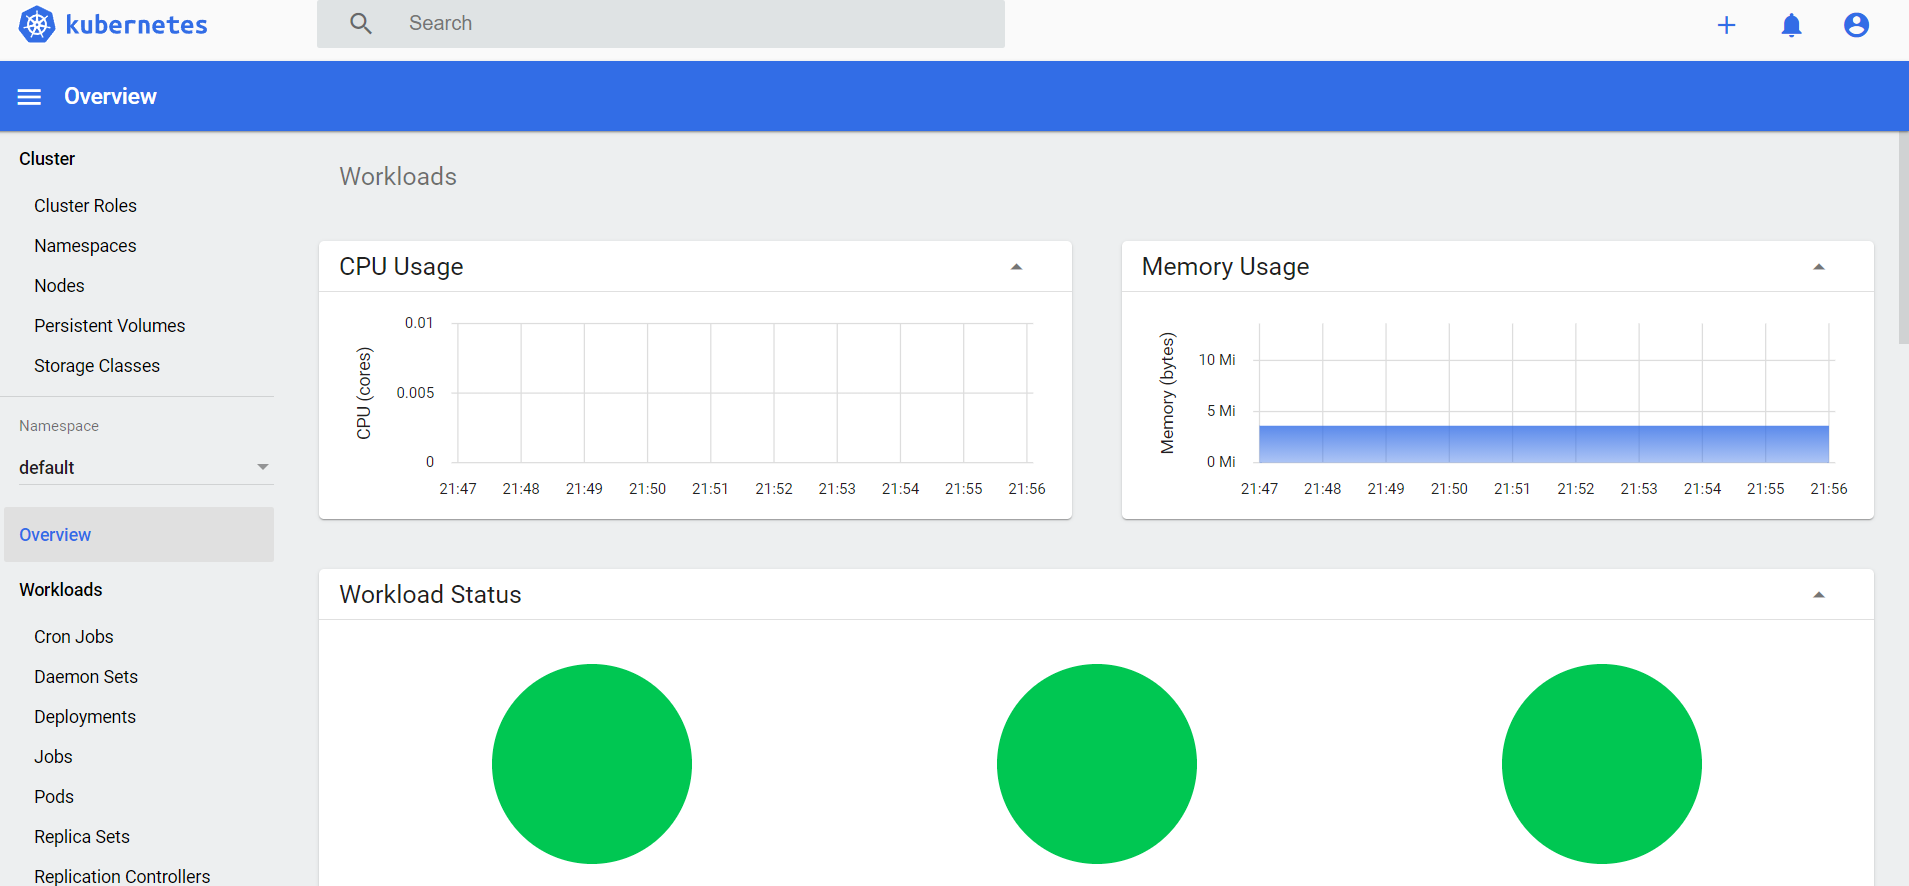 kubernetes
Search
Overview
Cluster
Cluster Roles
Namespaces
Nodes
Persistent Volumes
Storage Classes
Namespace
default
Overview
Workloads
Cron Jobs
Daemon Sets
Deployments
Jobs
Pods
Replica Sets
Replication Controllers
Workloads
CPU Usage
CPU (cores)
0.01
0.005
0
21:47 21:48 21:49 21:50 21:51 21:52 21:53 21:54 21:55 21:56
Memory Usage
Memory (bytes)
10 Mi
5 Mi
0 Mi
21:47 21:48 21:49 21:50 21:51 21:52 21:53 21:54 21:55 21:56
Workload Status